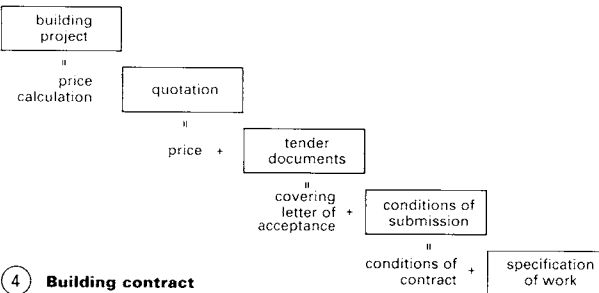 building
project
=
price
calculation
quotation
=
price +
tender
documents
=
covering
letter of +
acceptance
conditions of
submission
=
conditions of +
contract
specification
of work
4 Building contract